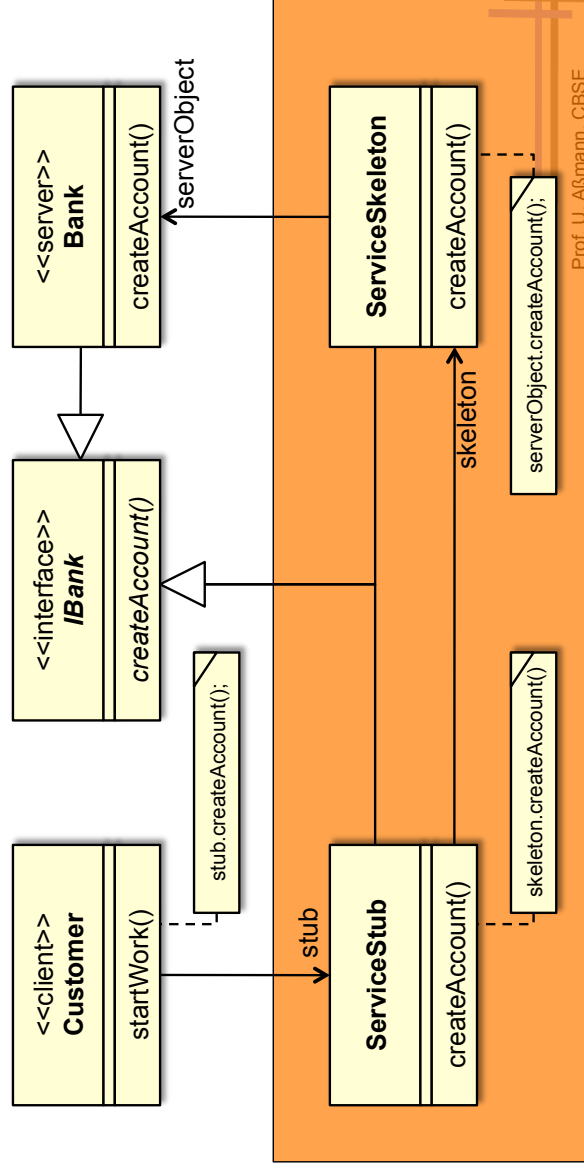 <<client>>
Customer
startWork()
stub.createAccount();
<<interface>>
IBank
createAccount()
<<server>>
Bank
createAccount()
stub
serverObject
ServiceStub
createAccount()
skeleton.createAccount()
skeleton
ServiceSkeleton
createAccount()
serverObject.createAccount();
Prof. U. Aßmann, CBSE